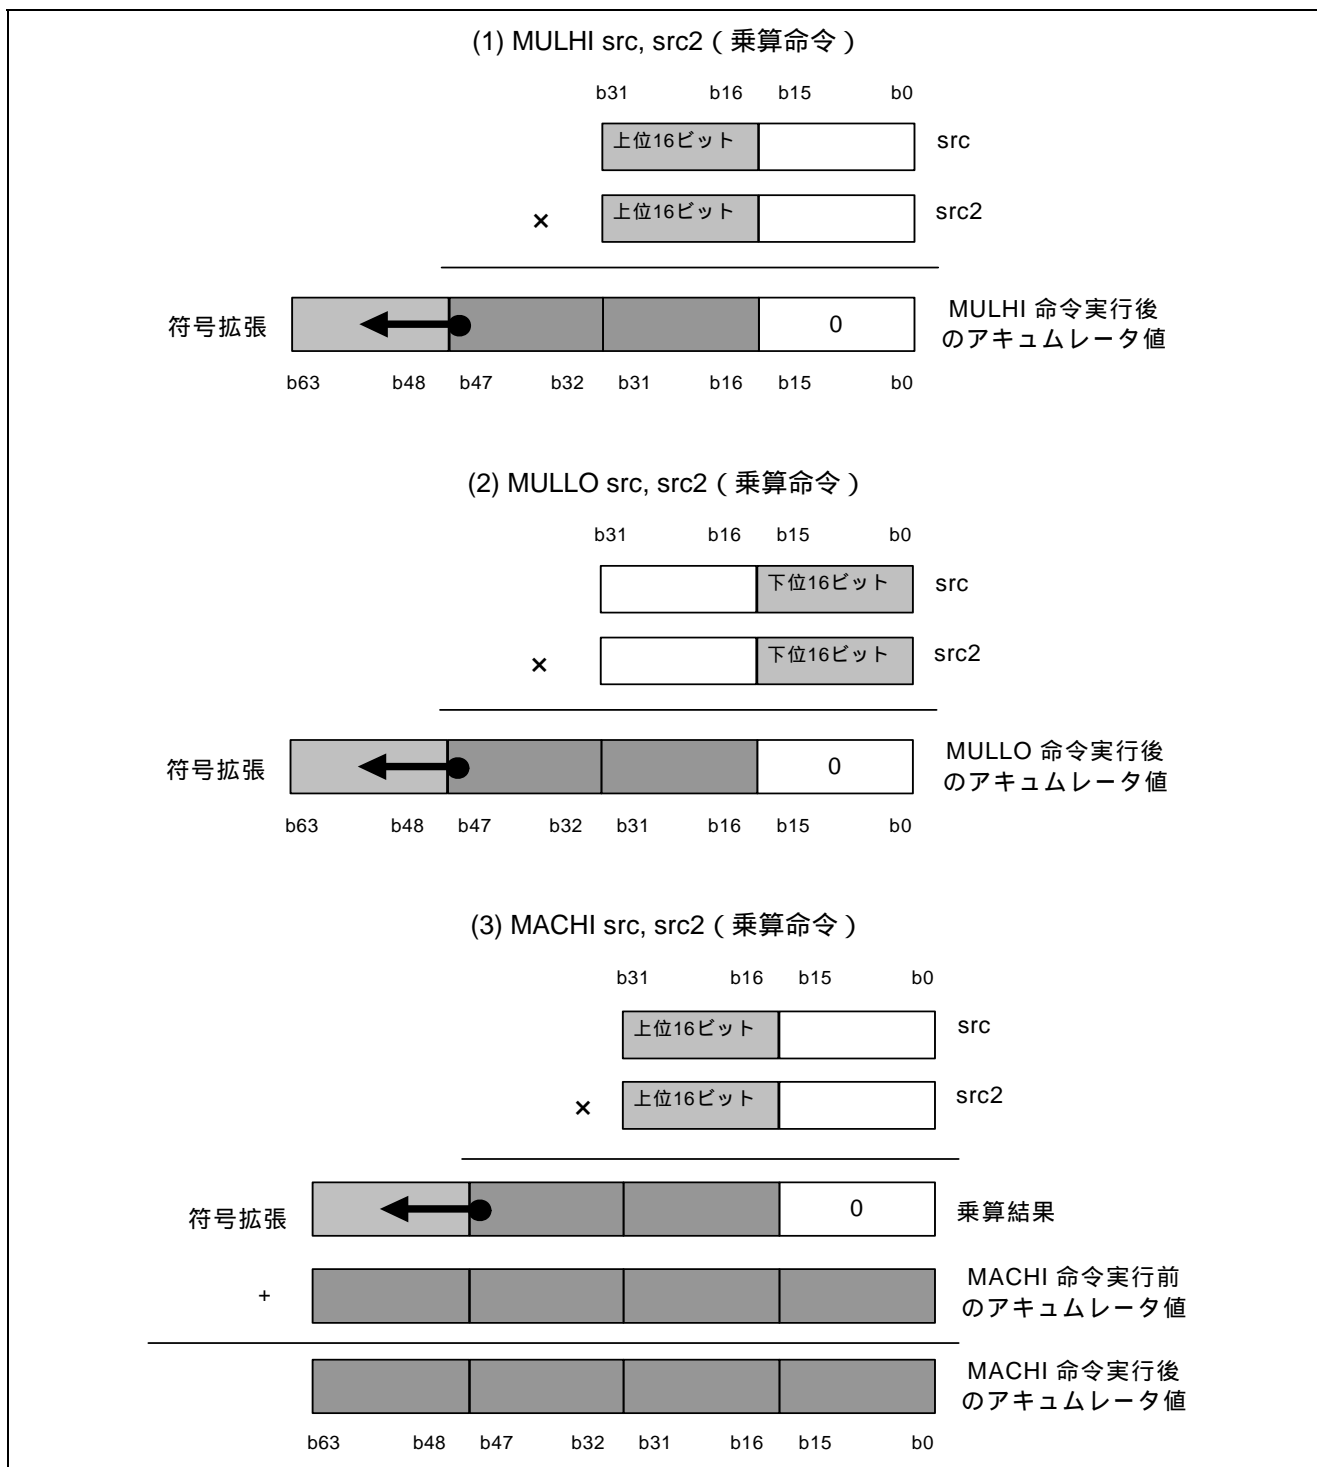 (1) MULHI src, src2 ( 乗算命令 )
b31 b16 b15 b0
上位16ビット src
× 上位16ビット src2
符号拡張 0 MULHI 命令実行後
のアキュムレータ値
b63 b48 b47 b32 b31 b16 b15 b0
(2) MULLO src, src2 ( 乗算命令 )
b31 b16 b15 b0
下位16ビット src
× 下位16ビット src2
符号拡張 0 MULLO 命令実行後
のアキュムレータ値
b63 b48 b47 b32 b31 b16 b15 b0
(3) MACHI src, src2 ( 乗算命令 )
b31 b16 b15 b0
上位16ビット src
× 上位16ビット src2
符号拡張 0 乗算結果
+ MACHI 命令実行前
のアキュムレータ値
MACHI 命令実行後
のアキュムレータ値
b63 b48 b47 b32 b31 b16 b15 b0